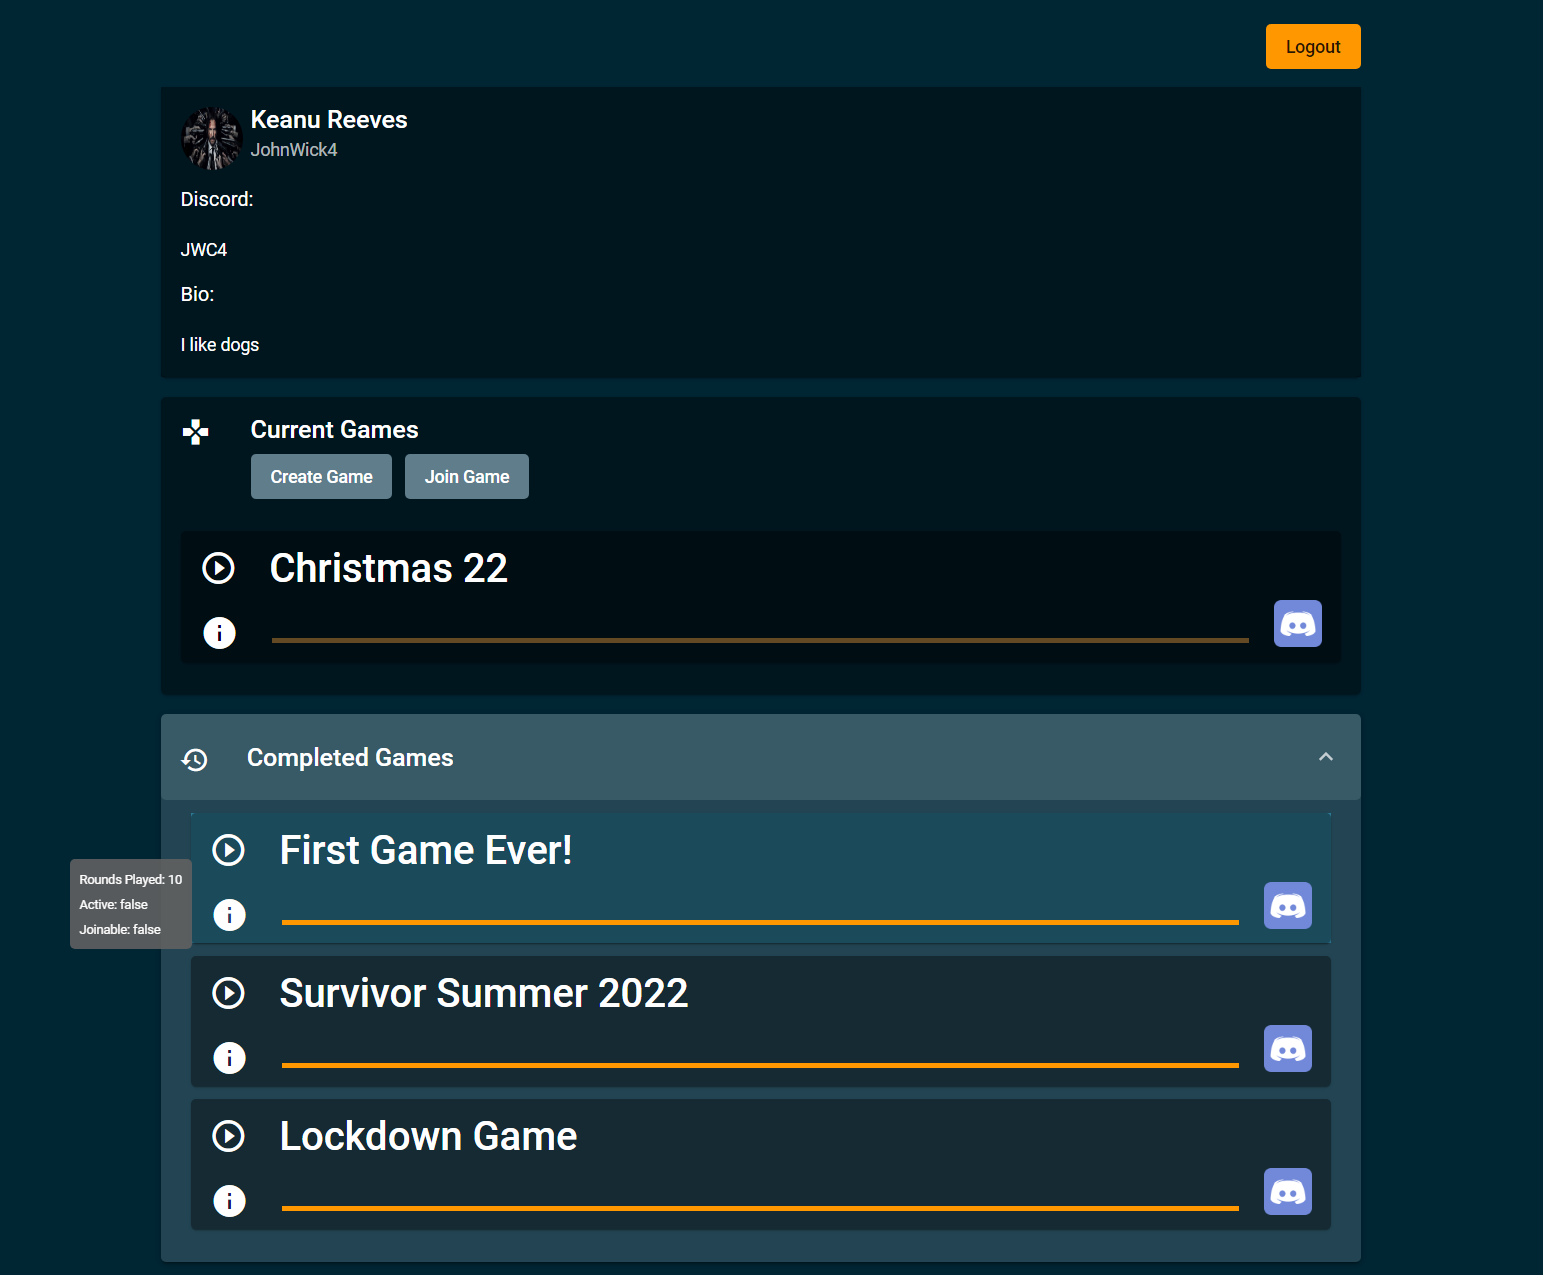 Logout
Keanu Reeves
JohnWick4
Discord:
JWC4
Bio:
I like dogs
Current Games
Create Game
Join Game
Christmas 22
Completed Games
First Game Ever!
Rounds Played: 10
Active: false
Joinable: false
Survivor Summer 2022
Lockdown Game